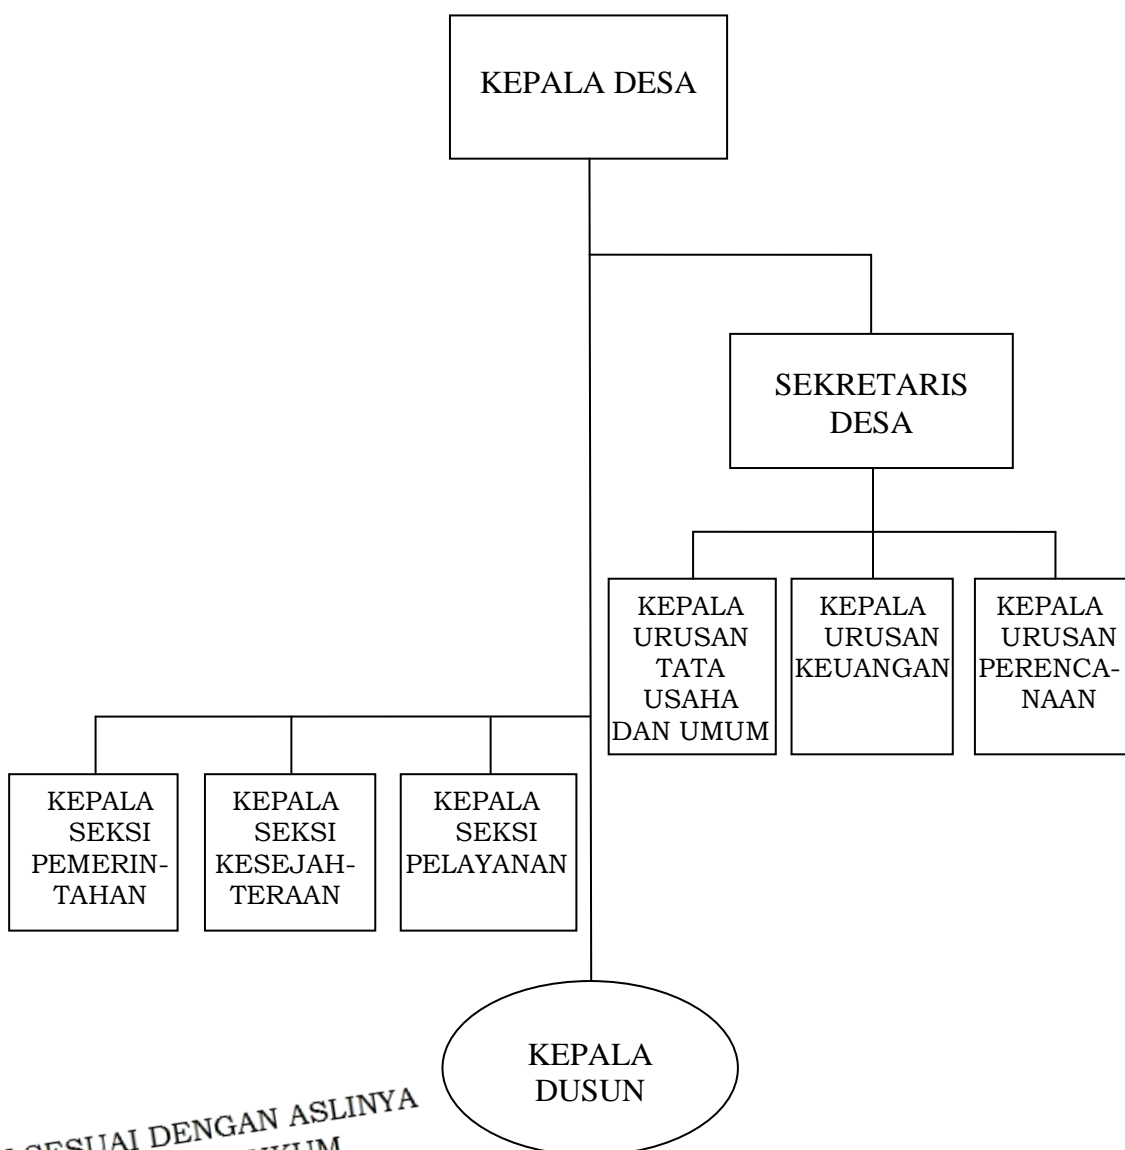 KEPALA DESA
SEKRETARIS
DESA
KEPALA
URUSAN
TATA
USAHA
DAN UMUM
KEPALA
URUSAN
KEUANGAN
KEPALA
URUSAN
PERENCA-
NAAN
KEPALA
SEKSI
PEMERIN-
TAHAN
KEPALA
SEKSI
KESEJAH-
TERAAN
KEPALA
SEKSI
PELAYANAN
KEPALA
DUSUN
SESUAI DENGAN ASLINYA